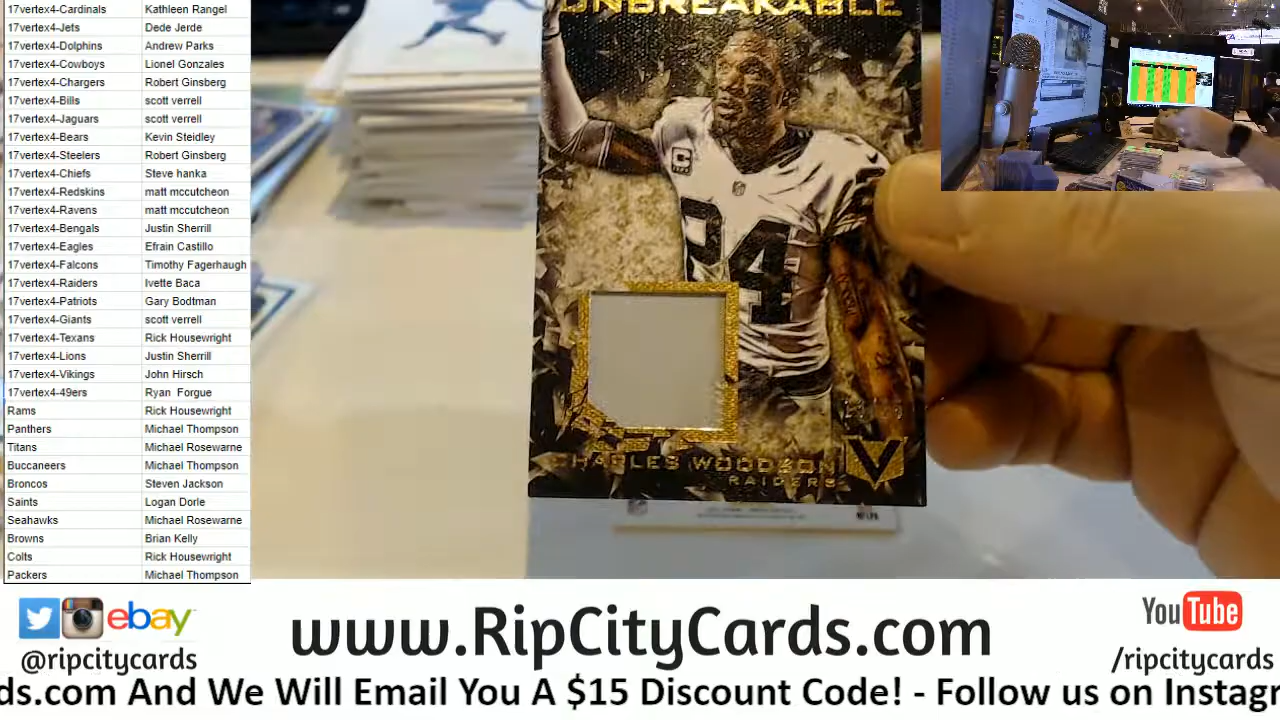 17vertex4-Cardinals Kathleen Rangel
17vertex4-Jets Dede Jerde
17vertex4-Dolphins Andrew Parks
17vertex4-Cowboys Lionel Gonzales
17vertex4-Chargers Robert Ginsberg
17vertex4-Bills scott verrell
17vertex4-Jaguars scott verrell
17vertex4-Bears Kevin Steidley
17vertex4-Steelers Robert Ginsberg
17vertex4-Chiefs Steve hanka
17vertex4-Redskins matt mccutcheon
17vertex4-Ravens matt mccutcheon
17vertex4-Bengals Justin Sherrill
17vertex4-Eagles Efrain Castillo
17vertex4-Falcons Timothy Fagerhaugh
17vertex4-Raiders Ivette Baca
17vertex4-Patriots Gary Bodtman
17vertex4-Giants scott verrell
17vertex4-Texans Rick Housewright
17vertex4-Lions Justin Sherrill
17vertex4-Vikings John Hirsch
17vertex4-49ers Ryan Forgue
Rams Rick Housewright
Panthers Michael Thompson
Titans Michael Rosewarne
Buccaneers Michael Thompson
Broncos Steven Jackson
Saints Logan Dorle
Seahawks Michael Rosewarne
Browns Brian Kelly
Colts Rick Housewright
Packers Michael Thompson
UNBREAKABLE
C
24
CHARLES WOODSON
RAIDERS
V
ebay
@ripcitycards
www.RipCityCards.com
YouTube
/ripcitycards
ds.com And We Will Email You A $15 Discount Code! - Follow us on Instagr